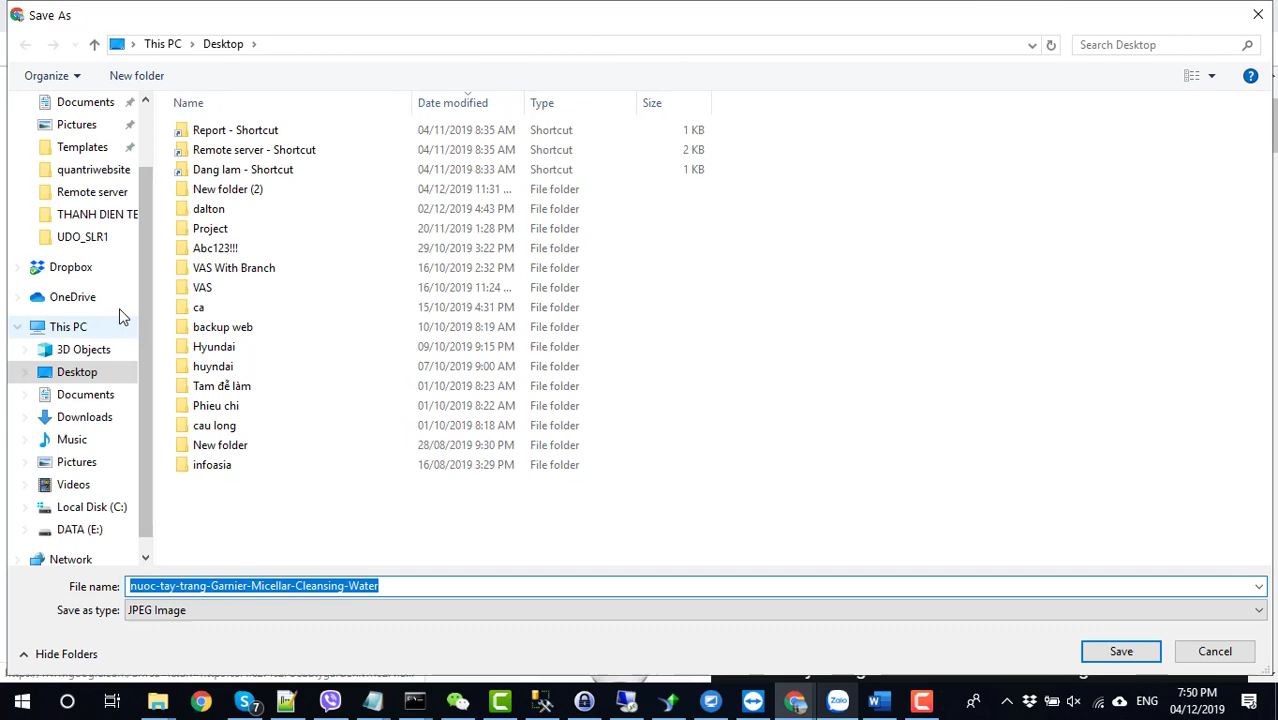 Save As
This PC
Desktop
Search Desktop
Organize
New folder
Documents
Pictures
Templates
quantriwebsite
Remote server
THANH DIEN TE
UDO_SLR1
Dropbox
OneDrive
This PC
3D Objects
Desktop
Documents
Downloads
Music
Pictures
Videos
Local Disk (C:)
DATA (E:)
Network
Name Date modified Type Size
Report - Shortcut 04/11/2019 8:35 AM Shortcut 1 KB
Remote server - Shortcut 04/11/2019 8:35 AM Shortcut 2 KB
Dang lam - Shortcut 04/11/2019 8:33 AM Shortcut 1 KB
New folder (2) 04/12/2019 11:31 ... File folder
dalton 02/12/2019 4:43 PM File folder
Project 20/11/2019 1:28 PM File folder
Abc123!!! 29/10/2019 3:22 PM File folder
VAS With Branch 16/10/2019 2:32 PM File folder
VAS 16/10/2019 11:24 ... File folder
ca 15/10/2019 4:31 PM File folder
backup web 10/10/2019 8:19 AM File folder
Hyundai 09/10/2019 9:15 PM File folder
huyndai 07/10/2019 9:00 AM File folder
Tam để làm 01/10/2019 8:23 AM File folder
Phieu chi 01/10/2019 8:22 AM File folder
cau long 01/10/2019 8:18 AM File folder
New folder 28/08/2019 9:30 PM File folder
infoasia 16/08/2019 3:29 PM File folder
File name: nuoc-tay-trang-Garnier-Micellar-Cleansing-Water
Save as type: JPEG Image
Hide Folders
Save
Cancel
7
Zalo
ENG
7:50 PM
04/12/2019